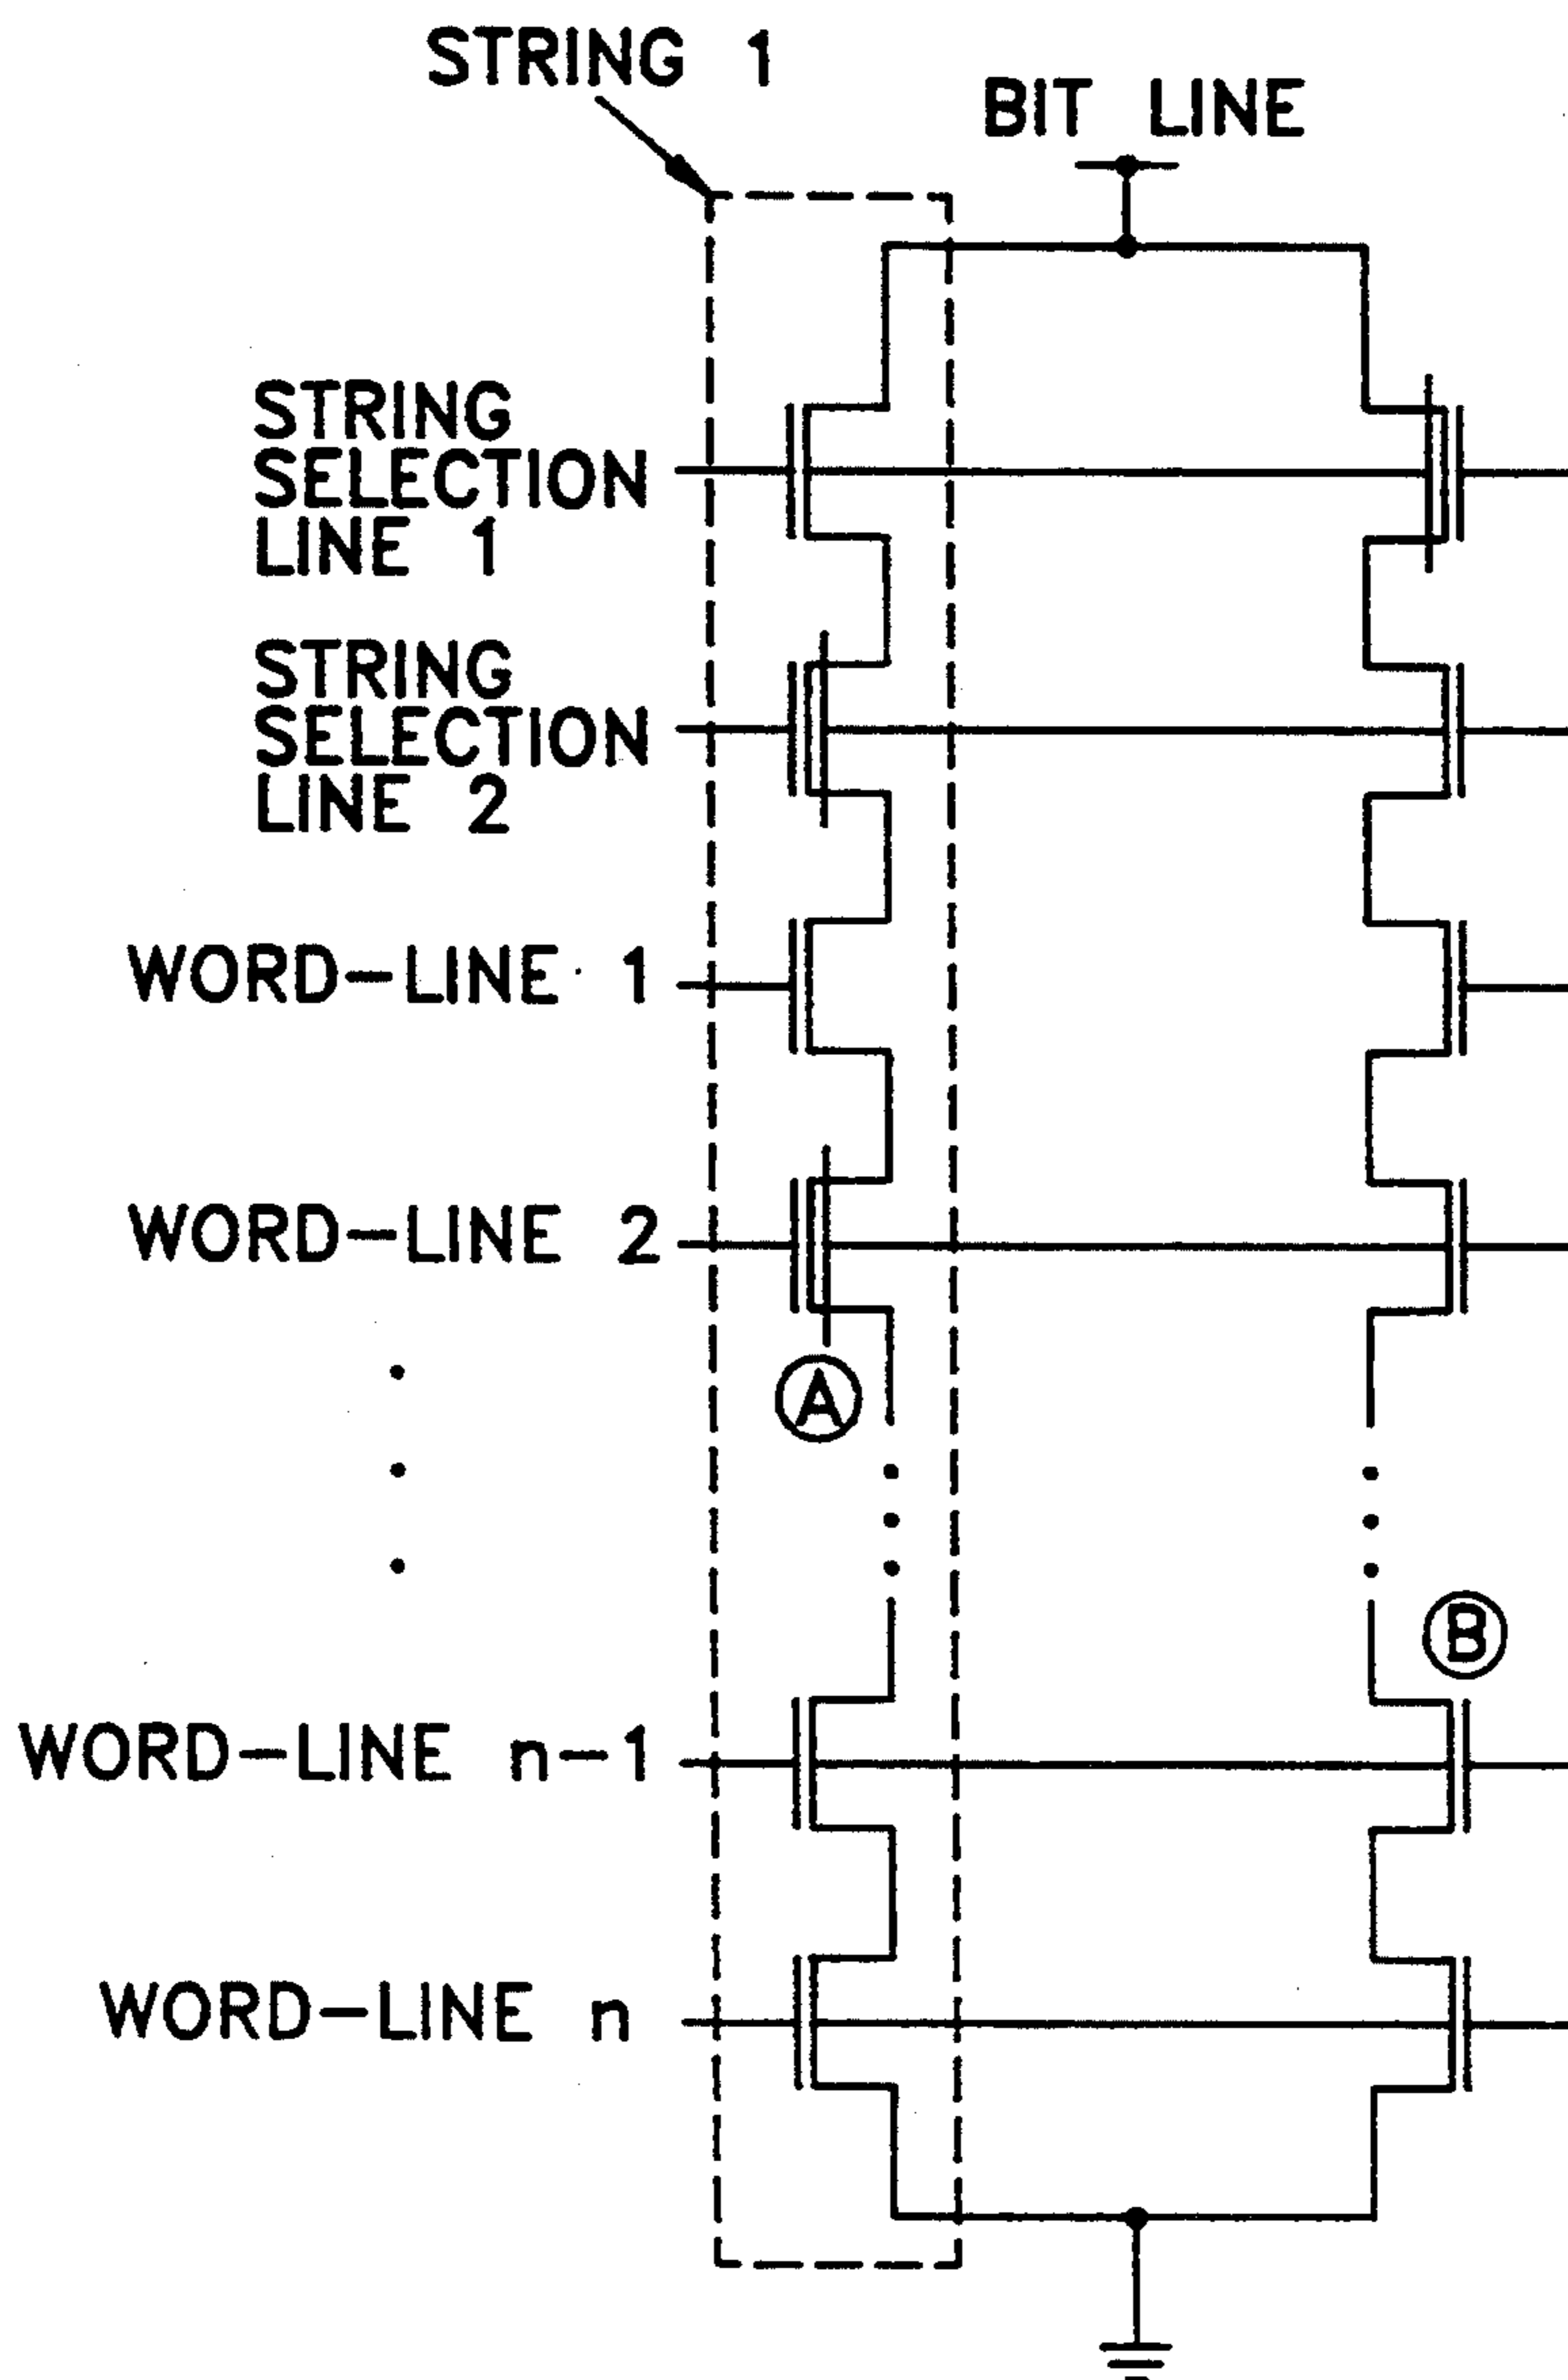 STRING 1
BIT LINE
STRING
SELECTION
LINE 1
STRING
SELECTION
LINE 2
WORD-LINE 1
WORD-LINE 2
A
B
WORD-LINE n-1
WORD-LINE n